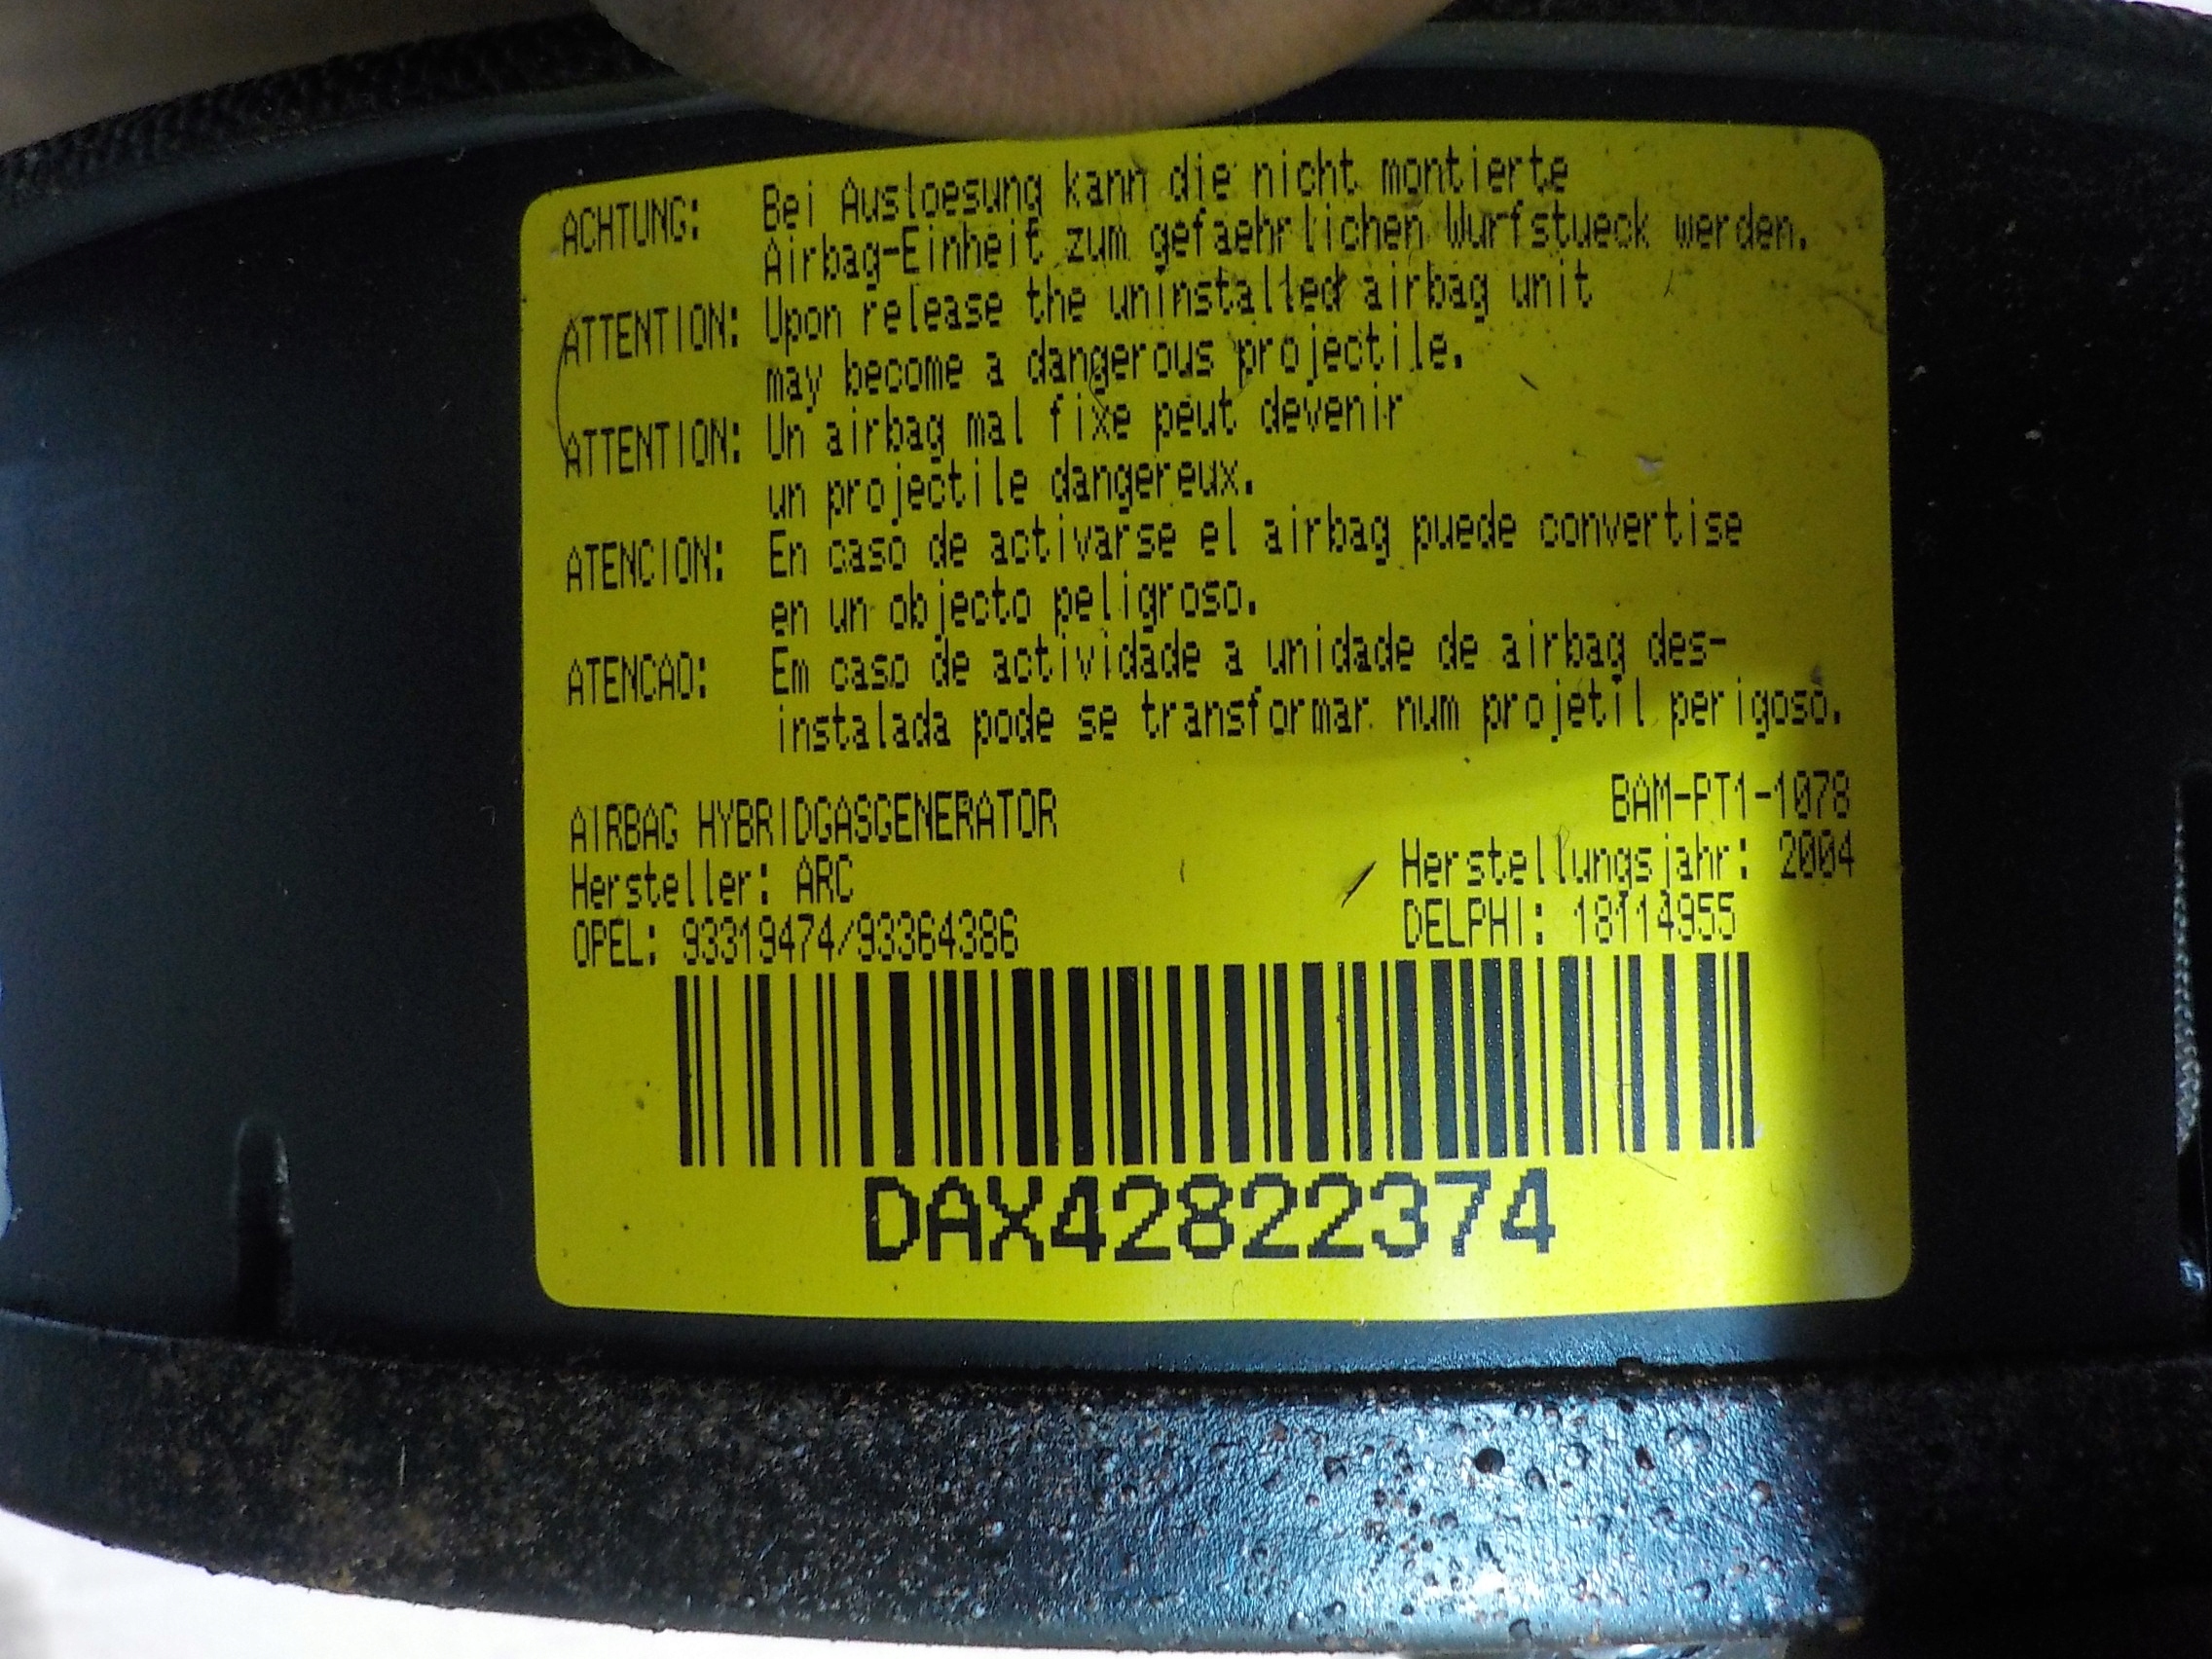 ACHTUNG: Bei Ausloesung kann die nicht montierte
Airbag-Einheit zum gefaehrlichen Wurfstueck werden.
ATTENTION: Upon release the uninstalled airbag unit
may become a dangerous projectile.
ATTENTION: Un airbag mal fixe peut devenir
un projectile dangereux.
ATENCION: En caso de activarse el airbag puede convertise
en un objecto peligroso.
ATENCAO: Em caso de actividade a unidade de airbag des-
instalada pode se transformar num projetil perigoso.
AIRBAG HYBRIDGASGENERATOR BAM-PT1-1078
Hersteller: ARC Herstellungsjahr: 2004
OPEL: 93319474/93364386 DELPHI: 18114955
DAX42822374